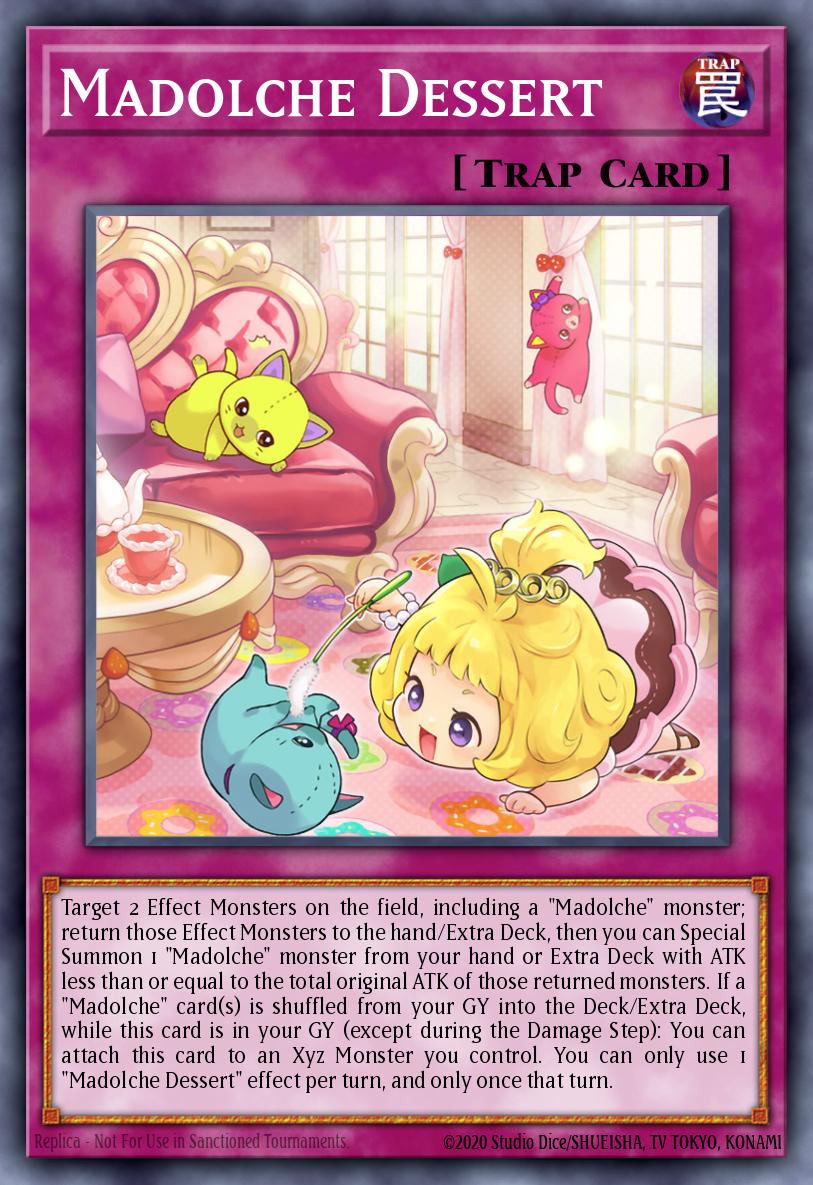 Madolche Dessert
TRAP
罠
[Trap Card]
Target 2 Effect Monsters on the field, including a "Madolche" monster;
return those Effect Monsters to the hand/Extra Deck, then you can Special
Summon 1 "Madolche" monster from your hand or Extra Deck with ATK
less than or equal to the total original ATK of those returned monsters. If a
"Madolche" card(s) is shuffled from your GY into the Deck/Extra Deck,
while this card is in your GY (except during the Damage Step): You can
attach this card to an Xyz Monster you control. You can only use 1
"Madolche Dessert" effect per turn, and only once that turn.
Replica - Not For Use in Sanctioned Tournaments.
©2020 Studio Dice/SHUEISHA, TV TOKYO, KONAMI